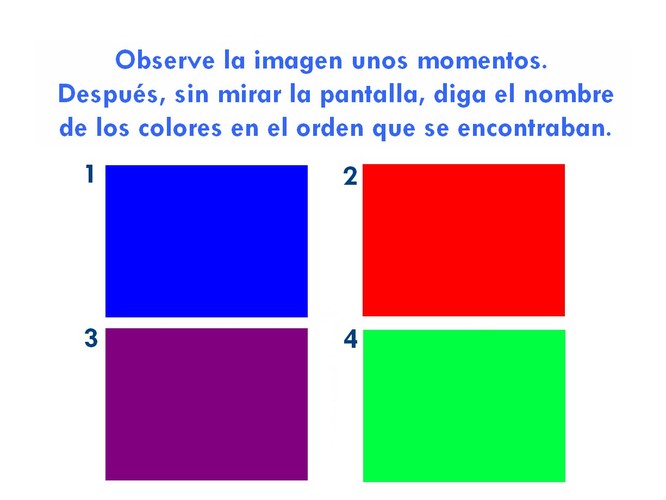 Observe la imagen unos momentos.
Después, sin mirar la pantalla, diga el nombre
de los colores en el orden que se encontraban.
1
2
3
4